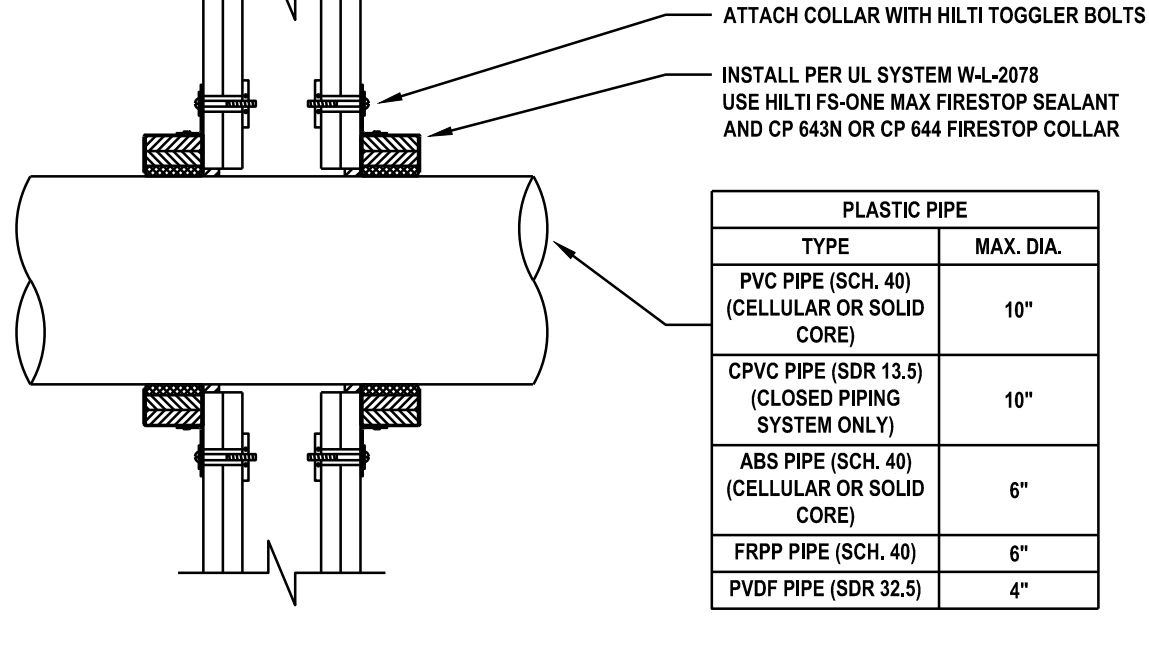 ATTACH COLLAR WITH HILTI TOGGLER BOLTS
INSTALL PER UL SYSTEM W-L-2078
USE HILTI FS-ONE MAX FIRESTOP SEALANT
AND CP 643N OR CP 644 FIRESTOP COLLAR
PLASTIC PIPE
TYPE MAX. DIA.
PVC PIPE (SCH. 40)
(CELLULAR OR SOLID
CORE)
10"
CPVC PIPE (SDR 13.5)
(CLOSED PIPING
SYSTEM ONLY)
10"
ABS PIPE (SCH. 40)
(CELLULAR OR SOLID
CORE)
6"
FRPP PIPE (SCH. 40) 6"
PVDF PIPE (SDR 32.5) 4"